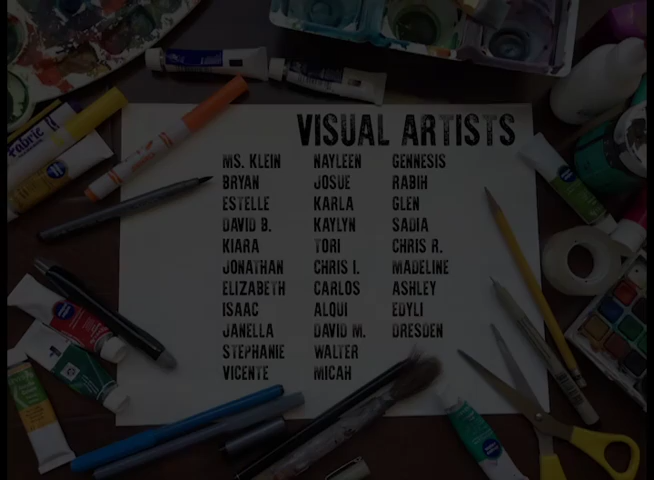 Fabric
VISUAL ARTISTS
MS. KLEIN NAYLEEN GENNESIS
BRYAN JOSUE RABIH
ESTELLE KARLA GLEN
DAVID B. KAYLYN SADIA
KIARA TORI CHRIS R.
JONATHAN CHRIS I. MADELINE
ELIZABETH CARLOS ASHLEY
ISAAC ALQUI EDYLI
JANELLA DAVID M. DRESDEN
STEPHANIE WALTER
VICENTE MICAH